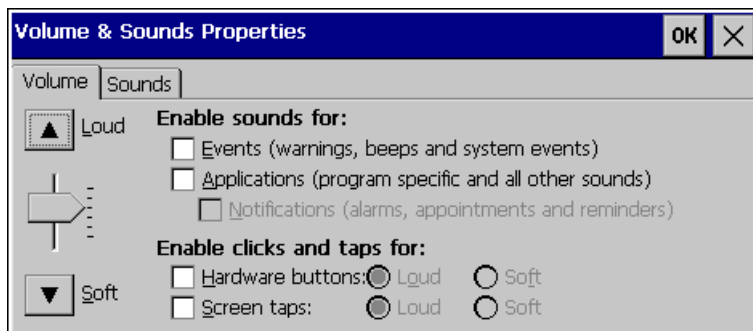 Volume & Sounds Properties OK
Volume Sounds
Loud
Enable sounds for:
Events (warnings, beeps and system events)
Applications (program specific and all other sounds)
Notifications (alarms, appointments and reminders)
Enable clicks and taps for:
Hardware buttons: Loud Soft
Soft
Screen taps: Loud Soft